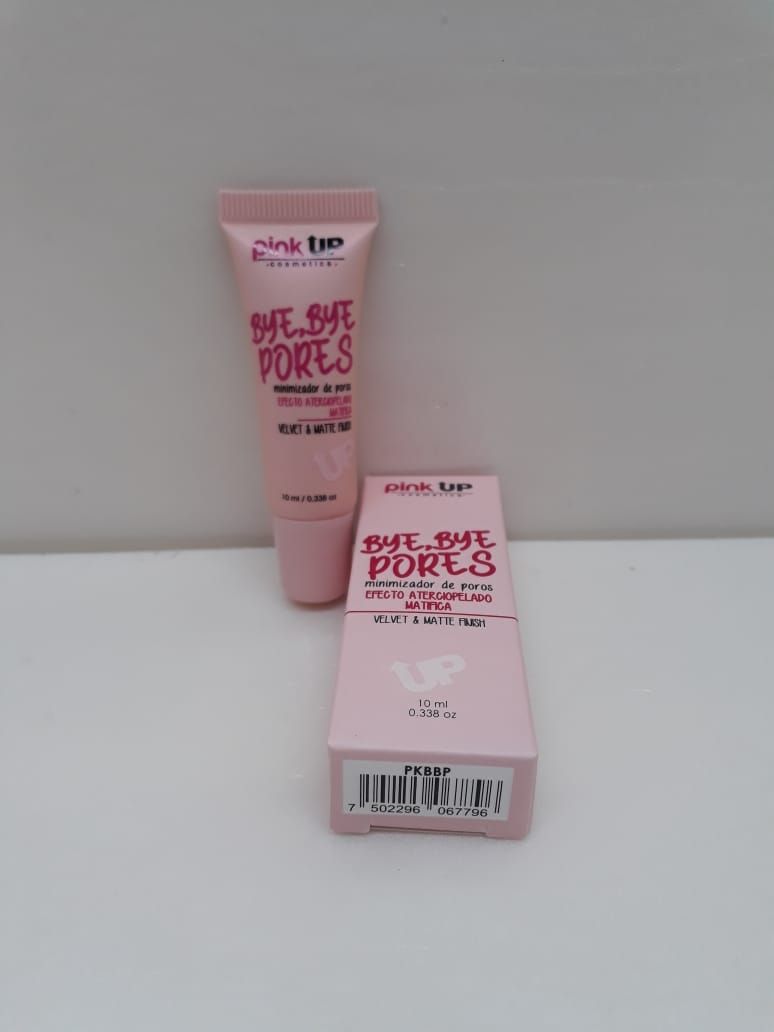 pink UP
cosmetics
BYE, BYE
PORES
minimizador de poros
EFECTO ATERCIOPELADO
MATIFICA
VELVET & MATTE FINISH
UP
10 ml / 0.338 oz
pink UP
cosmetics
BYE, BYE
PORES
minimizador de poros
EFECTO ATERCIOPELADO
MATIFICA
VELVET & MATTE FINISH
UP
10 ml
0.338 oz
PKBBP
7 502296 067796